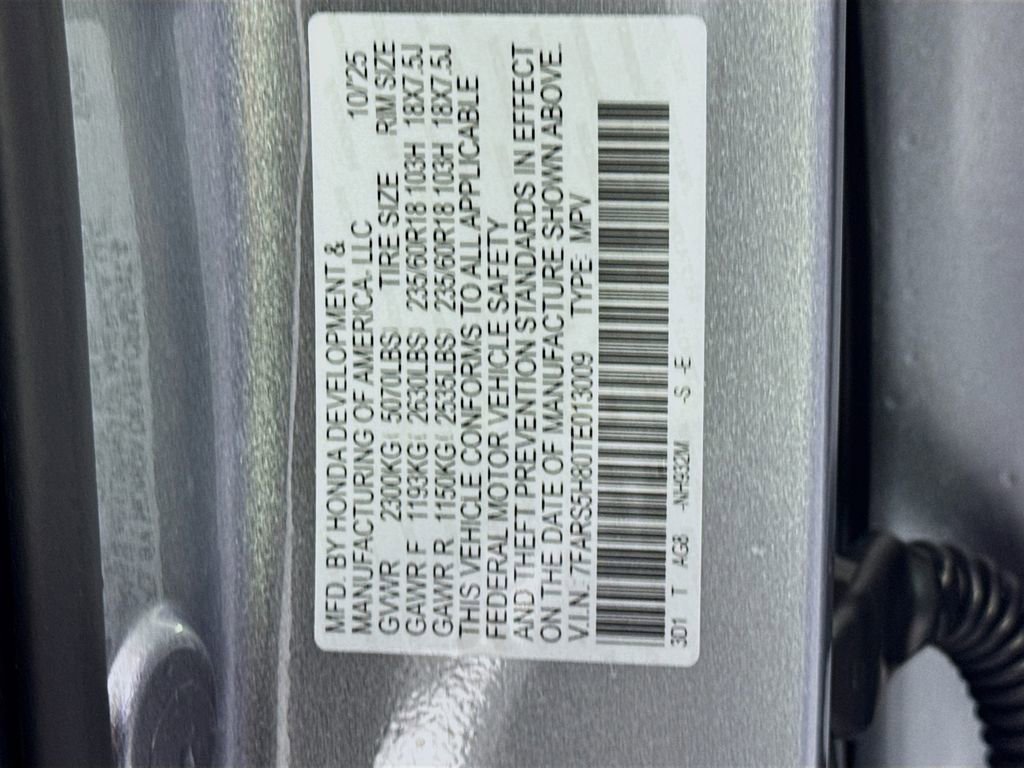 MFD. BY HONDA DEVELOPMENT & 10/25
MANUFACTURING OF AMERICA, LLC
GVWR 2300KG( 5070LBS) TIRE SIZE RIM SIZE
GAWR F 1193KG( 2630LBS) 235/60R18 103H 18X7.5J
GAWR R 1150KG( 2535LBS) 235/60R18 103H 18X7.5J
THIS VEHICLE CONFORMS TO ALL APPLICABLE
FEDERAL MOTOR VEHICLE SAFETY
AND THEFT PREVENTION STANDARDS IN EFFECT
ON THE DATE OF MANUFACTURE SHOWN ABOVE.
V.I.N.: 7FARS5H80TE013009 TYPE: MPV
3D1 T AG8 -NH932M -S -E